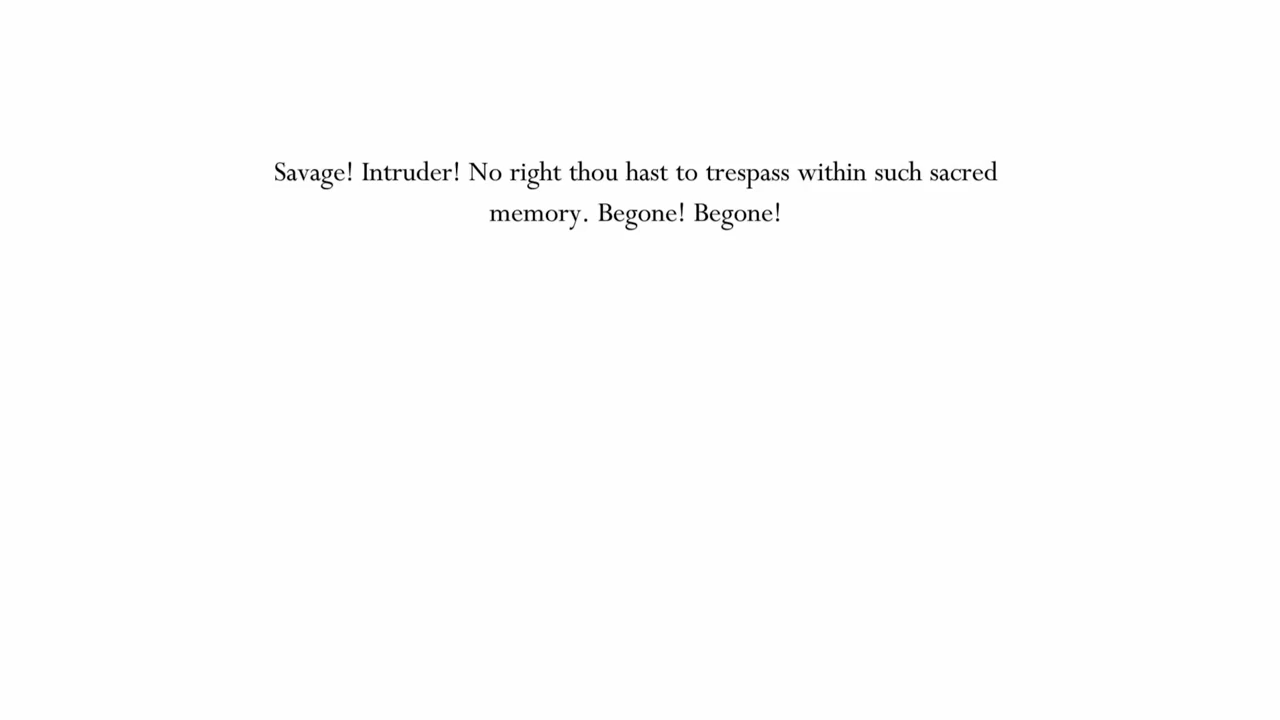 Savage! Intruder! No right thou hast to trespass within such sacred
memory. Begone! Begone!